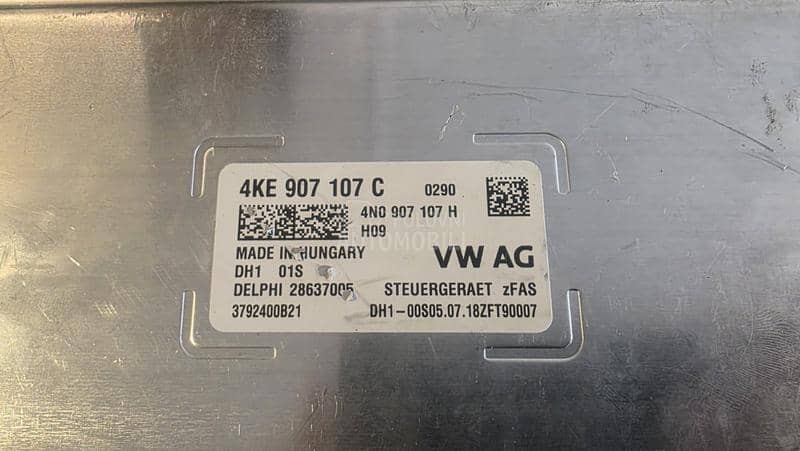 4KE 907 107 C 0290
4N0 907 107 H
H09
MADE IN HUNGARY
VW AG
DH1 01S
DELPHI 28637005 STEUERGERAET zFAS
3792400B21 DH1-00S05.07.18ZFT90007